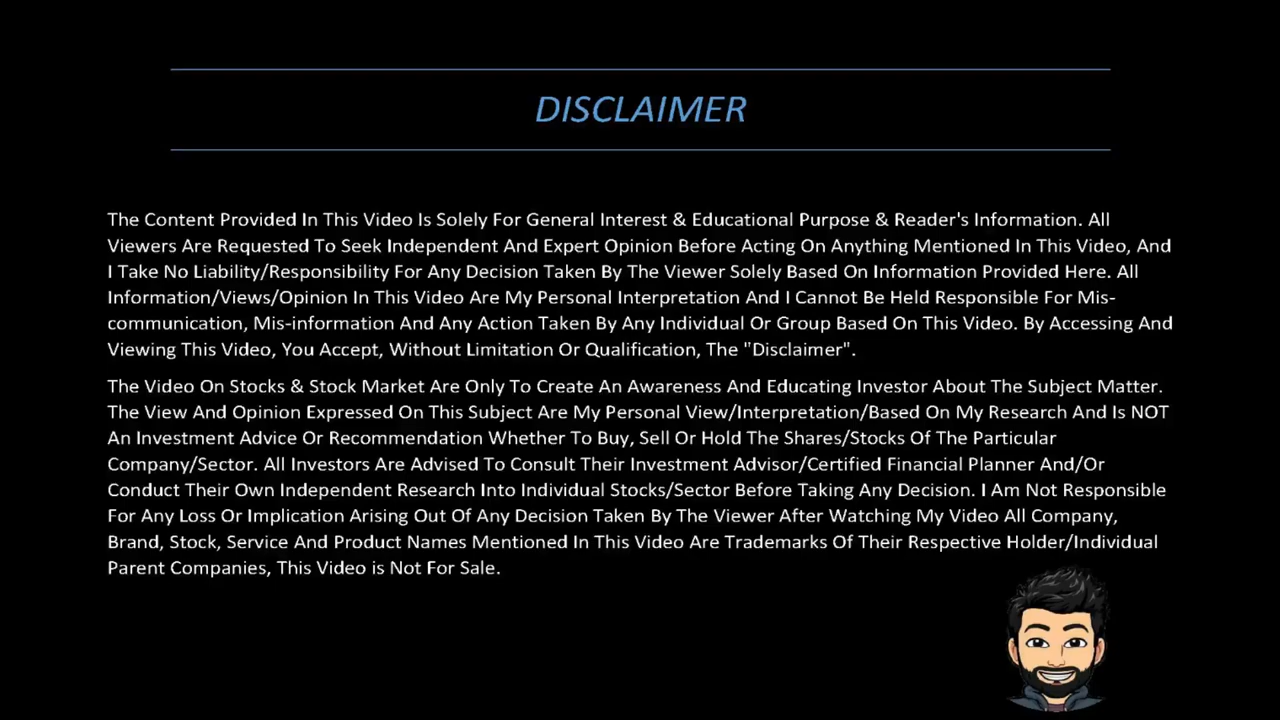 DISCLAIMER
The Content Provided In This Video Is Solely For General Interest & Educational Purpose & Reader's Information. All
Viewers Are Requested To Seek Independent And Expert Opinion Before Acting On Anything Mentioned In This Video, And
I Take No Liability/Responsibility For Any Decision Taken By The Viewer Solely Based On Information Provided Here. All
Information/Views/Opinion In This Video Are My Personal Interpretation And I Cannot Be Held Responsible For Mis-
communication, Mis-information And Any Action Taken By Any Individual Or Group Based On This Video. By Accessing And
Viewing This Video, You Accept, Without Limitation Or Qualification, The "Disclaimer".
The Video On Stocks & Stock Market Are Only To Create An Awareness And Educating Investor About The Subject Matter.
The View And Opinion Expressed On This Subject Are My Personal View/Interpretation/Based On My Research And Is NOT
An Investment Advice Or Recommendation Whether To Buy, Sell Or Hold The Shares/Stocks Of The Particular
Company/Sector. All Investors Are Advised To Consult Their Investment Advisor/Certified Financial Planner And/Or
Conduct Their Own Independent Research Into Individual Stocks/Sector Before Taking Any Decision. I Am Not Responsible
For Any Loss Or Implication Arising Out Of Any Decision Taken By The Viewer After Watching My Video All Company,
Brand, Stock, Service And Product Names Mentioned In This Video Are Trademarks Of Their Respective Holder/Individual
Parent Companies, This Video is Not For Sale.